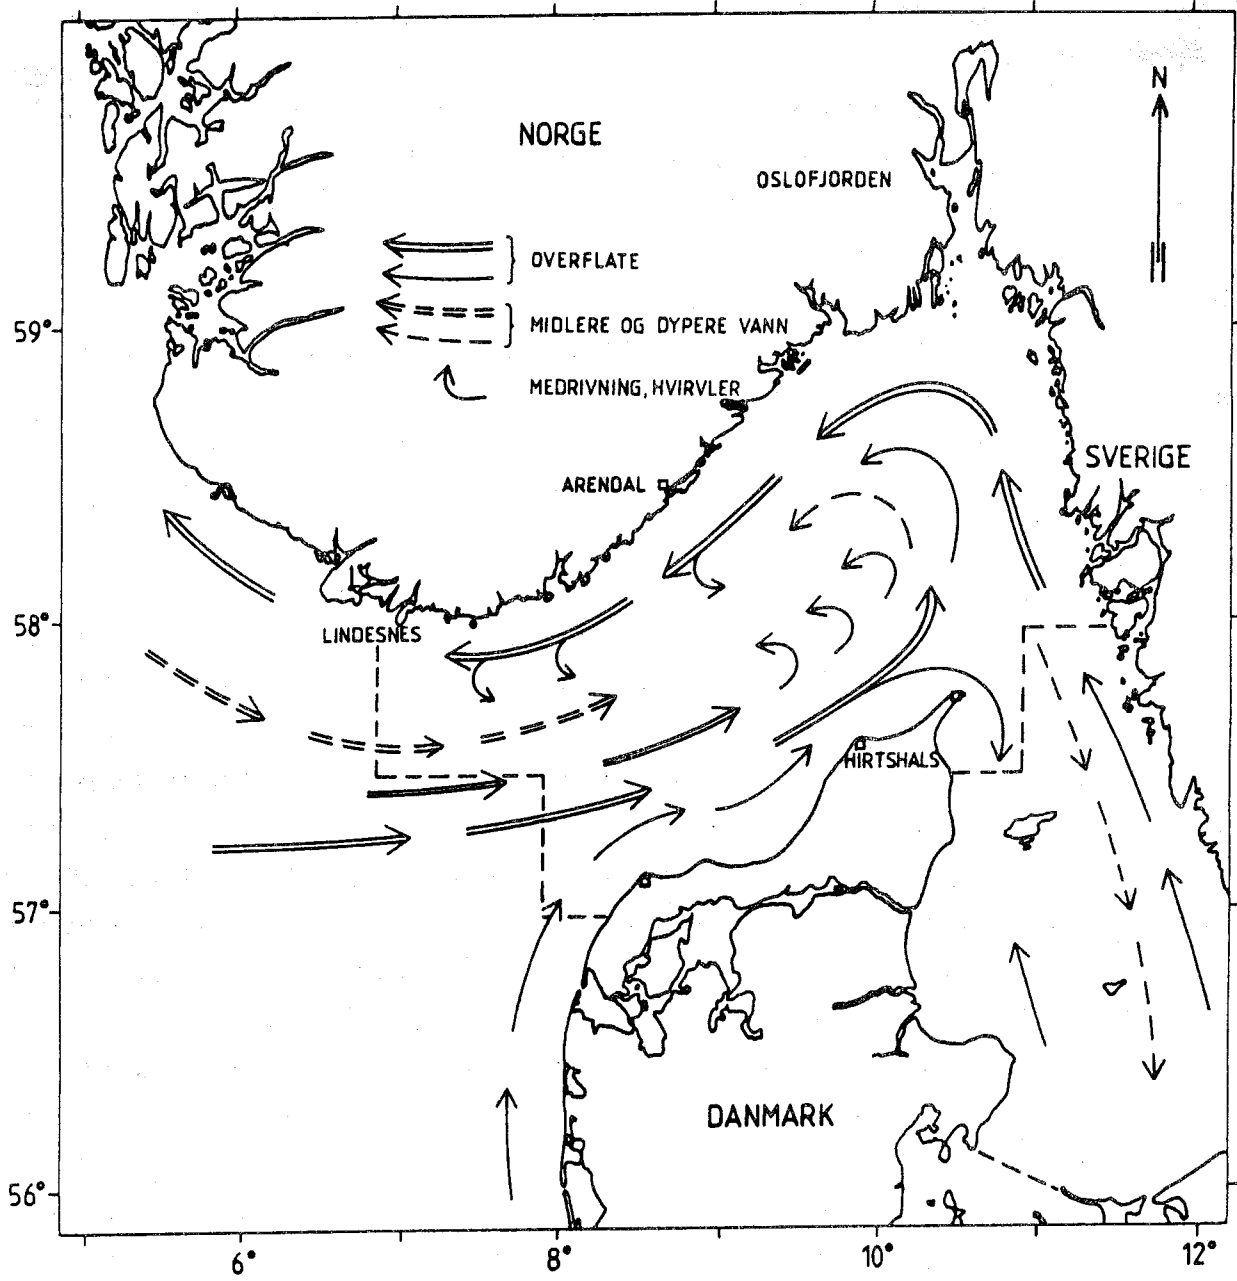 N
NORGE
OSLOFJORDEN
OVERFLATE
59°
MIDLERE OG DYPERE VANN
MEDRIVNING, HVIRVLER
SVERIGE
ARENDAL
58°
LINDESNES
HIRTSHALS
57°
DANMARK
56°
6°
8°
10°
12°